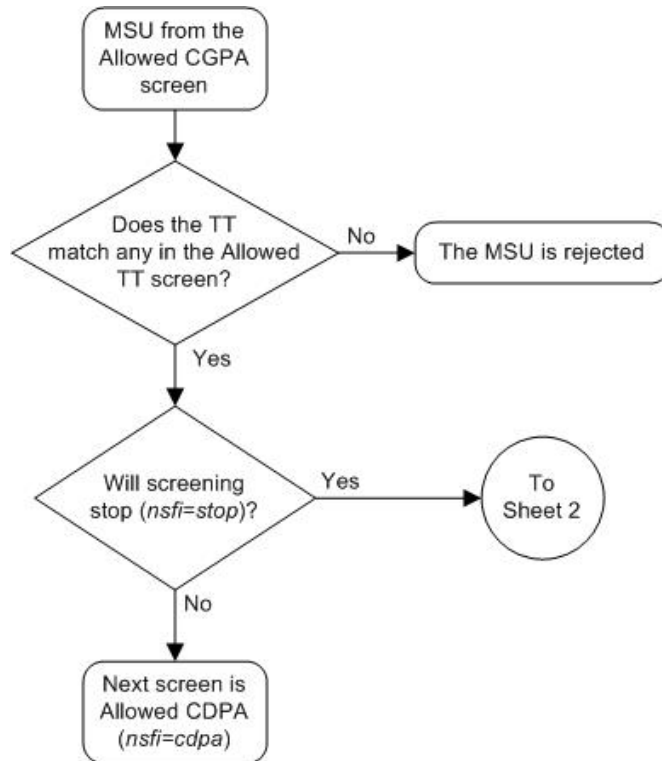 MSU from the
Allowed CGPA
screen
Does the TT
match any in the Allowed
TT screen?
No
The MSU is rejected
Yes
Will screening
stop (nsfi=stop)?
Yes
To
Sheet 2
No
Next screen is
Allowed CDPA
(nsfi=cdpa)